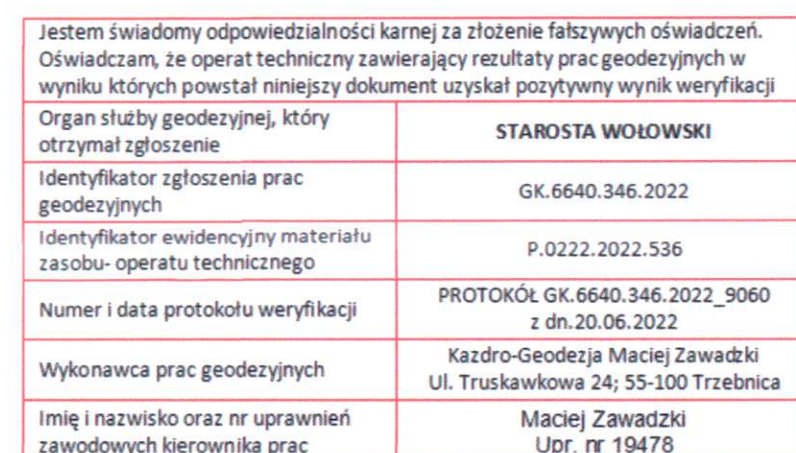 Jestem świadomy odpowiedzialności karnej za złożenie fałszywych oświadczeń.
Oświadczam, że operat techniczny zawierający rezultaty prac geodezyjnych w
wyniku których powstał niniejszy dokument uzyskał pozytywny wynik weryfikacji
Organ służby geodezyjnej, który
otrzymał zgłoszenie
STAROSTA WOŁOWSKI
Identyfikator zgłoszenia prac
geodezyjnych
GK.6640.346.2022
Identyfikator ewidencyjny materiału
zasobu- operatu technicznego
P.0222.2022.536
Numer i data protokołu weryfikacji
PROTOKÓŁ GK.6640.346.2022_9060
z dn.20.06.2022
Wykonawca prac geodezyjnych
Kazdro-Geodezja Maciej Zawadzki
Ul. Truskawkowa 24; 55-100 Trzebnica
Imię i nazwisko oraz nr uprawnień
zawodowych kierownika prac
Maciej Zawadzki
Upr. nr 19478